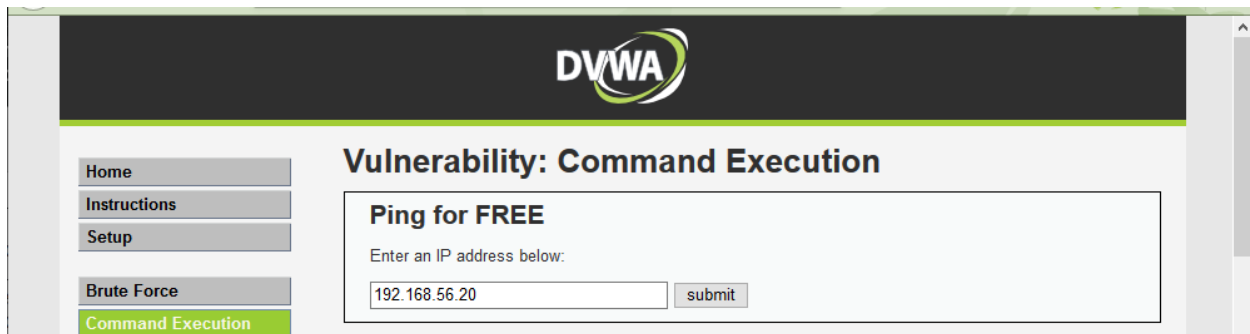 DVWA
Home
Instructions
Setup
Brute Force
Command Execution
Vulnerability: Command Execution
Ping for FREE
Enter an IP address below:
192.168.56.20 submit